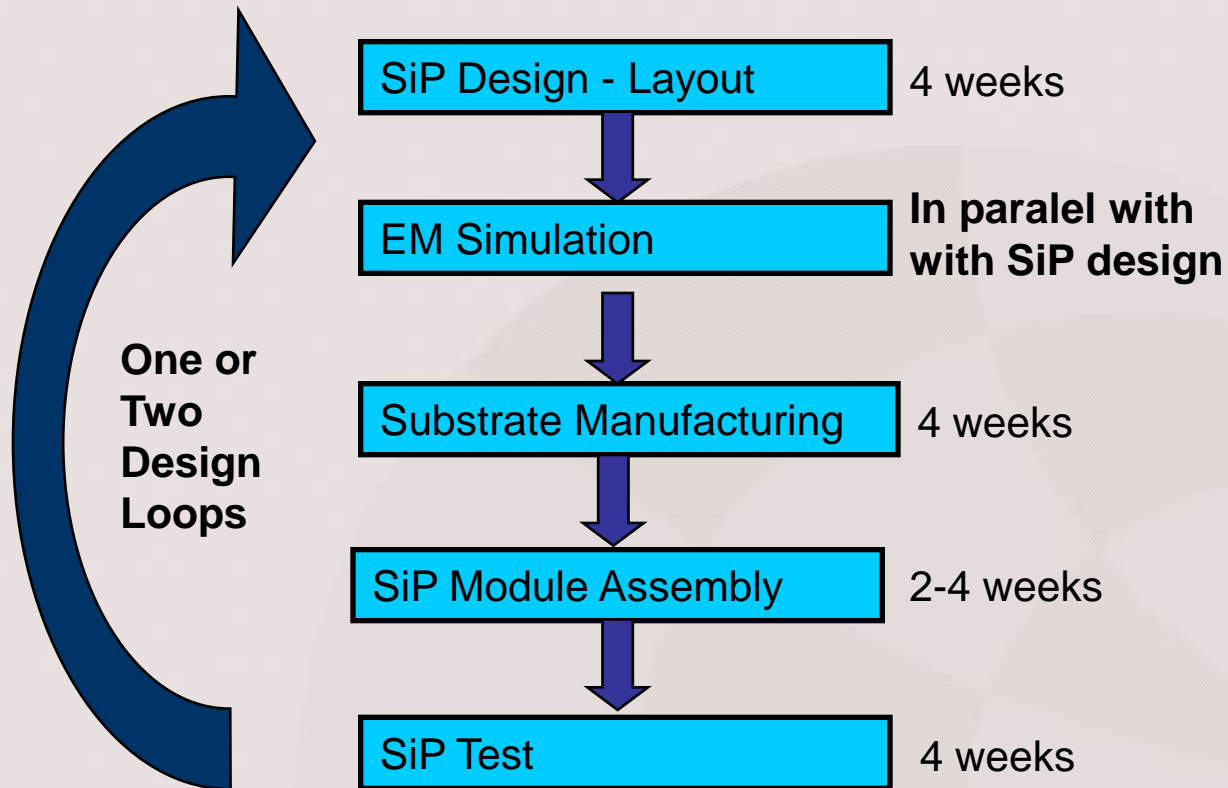 SiP Design - Layout
4 weeks
EM Simulation
In paralel with
with SiP design
One or
Two
Design
Loops
Substrate Manufacturing
4 weeks
SiP Module Assembly
2-4 weeks
SiP Test
4 weeks